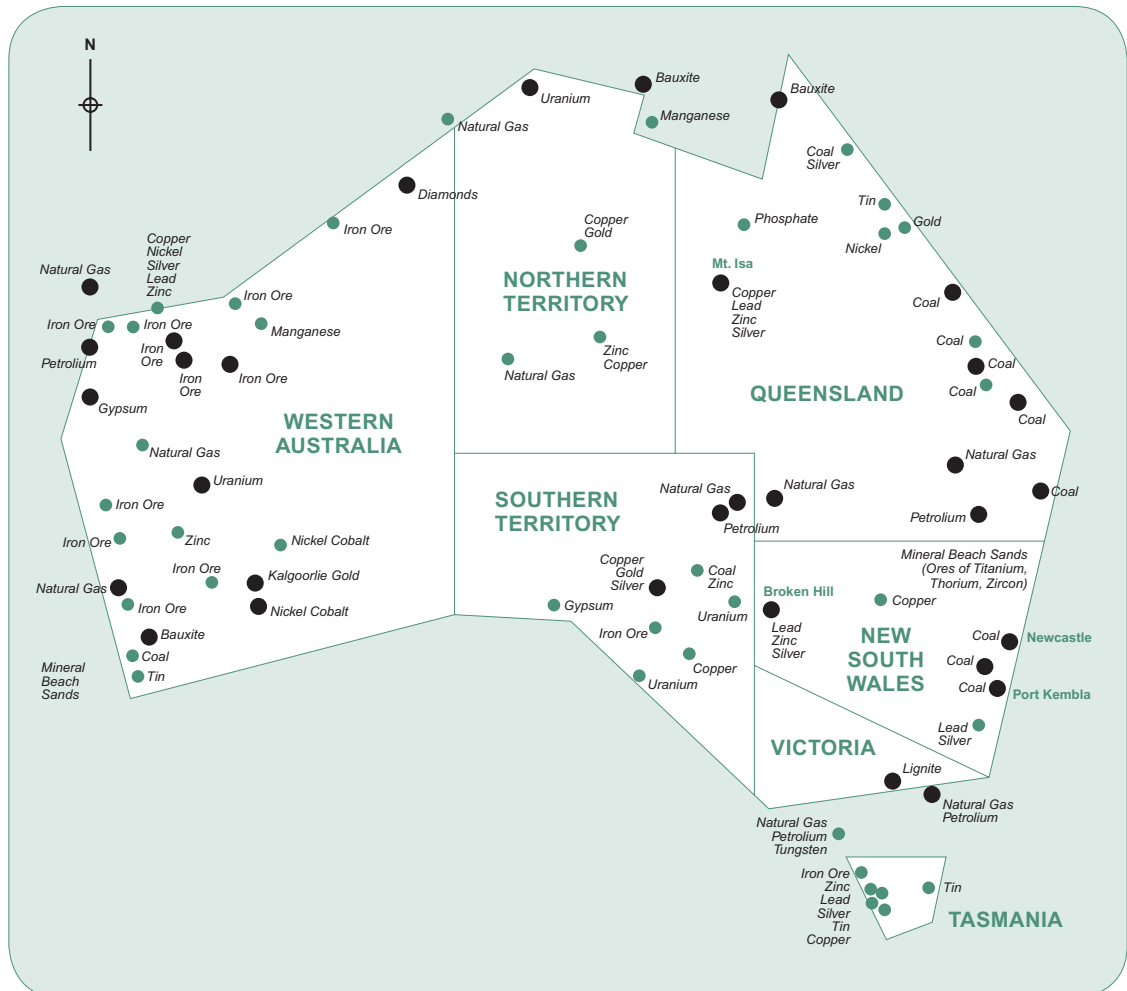 N
Bauxite
Bauxite
Uranium
Manganese
Natural Gas
Coal
Silver
Diamonds
Tin
Gold
Nickel
Phosphate
Iron Ore
Copper
Gold
Copper
Nickel
Silver
Lead
Zinc
Natural Gas
NORTHERN
TERRITORY
Mt. Isa
Copper
Lead
Zinc
Silver
Coal
Iron Ore
Manganese
Iron Ore
Iron Ore
Iron
Ore
Iron
Ore
Iron Ore
Petrolium
Gypsum
Zinc
Copper
Natural Gas
Coal
Coal
Coal
Coal
QUEENSLAND
WESTERN
AUSTRALIA
Natural Gas
Uranium
Iron Ore
Iron Ore
Zinc
Nickel Cobalt
Iron Ore
Kalgoorlie Gold
Natural Gas
Iron Ore
Nickel Cobalt
Bauxite
Coal
Tin
Mineral
Beach
Sands
SOUTHERN
TERRITORY
Natural Gas
Petrolium
Natural Gas
Natural Gas
Coal
Petrolium
Copper
Gold
Silver
Coal
Zinc
Uranium
Gypsum
Iron Ore
Copper
Uranium
Mineral Beach Sands
(Ores of Titanium,
Thorium, Zircon)
Broken Hill
Lead
Zinc
Silver
Copper
NEW
SOUTH
WALES
Coal
Newcastle
Coal
Coal
Port Kembla
Lead
Silver
VICTORIA
Lignite
Natural Gas
Petrolium
Natural Gas
Petrolium
Tungsten
Iron Ore
Zinc
Lead
Silver
Tin
Copper
Tin
TASMANIA